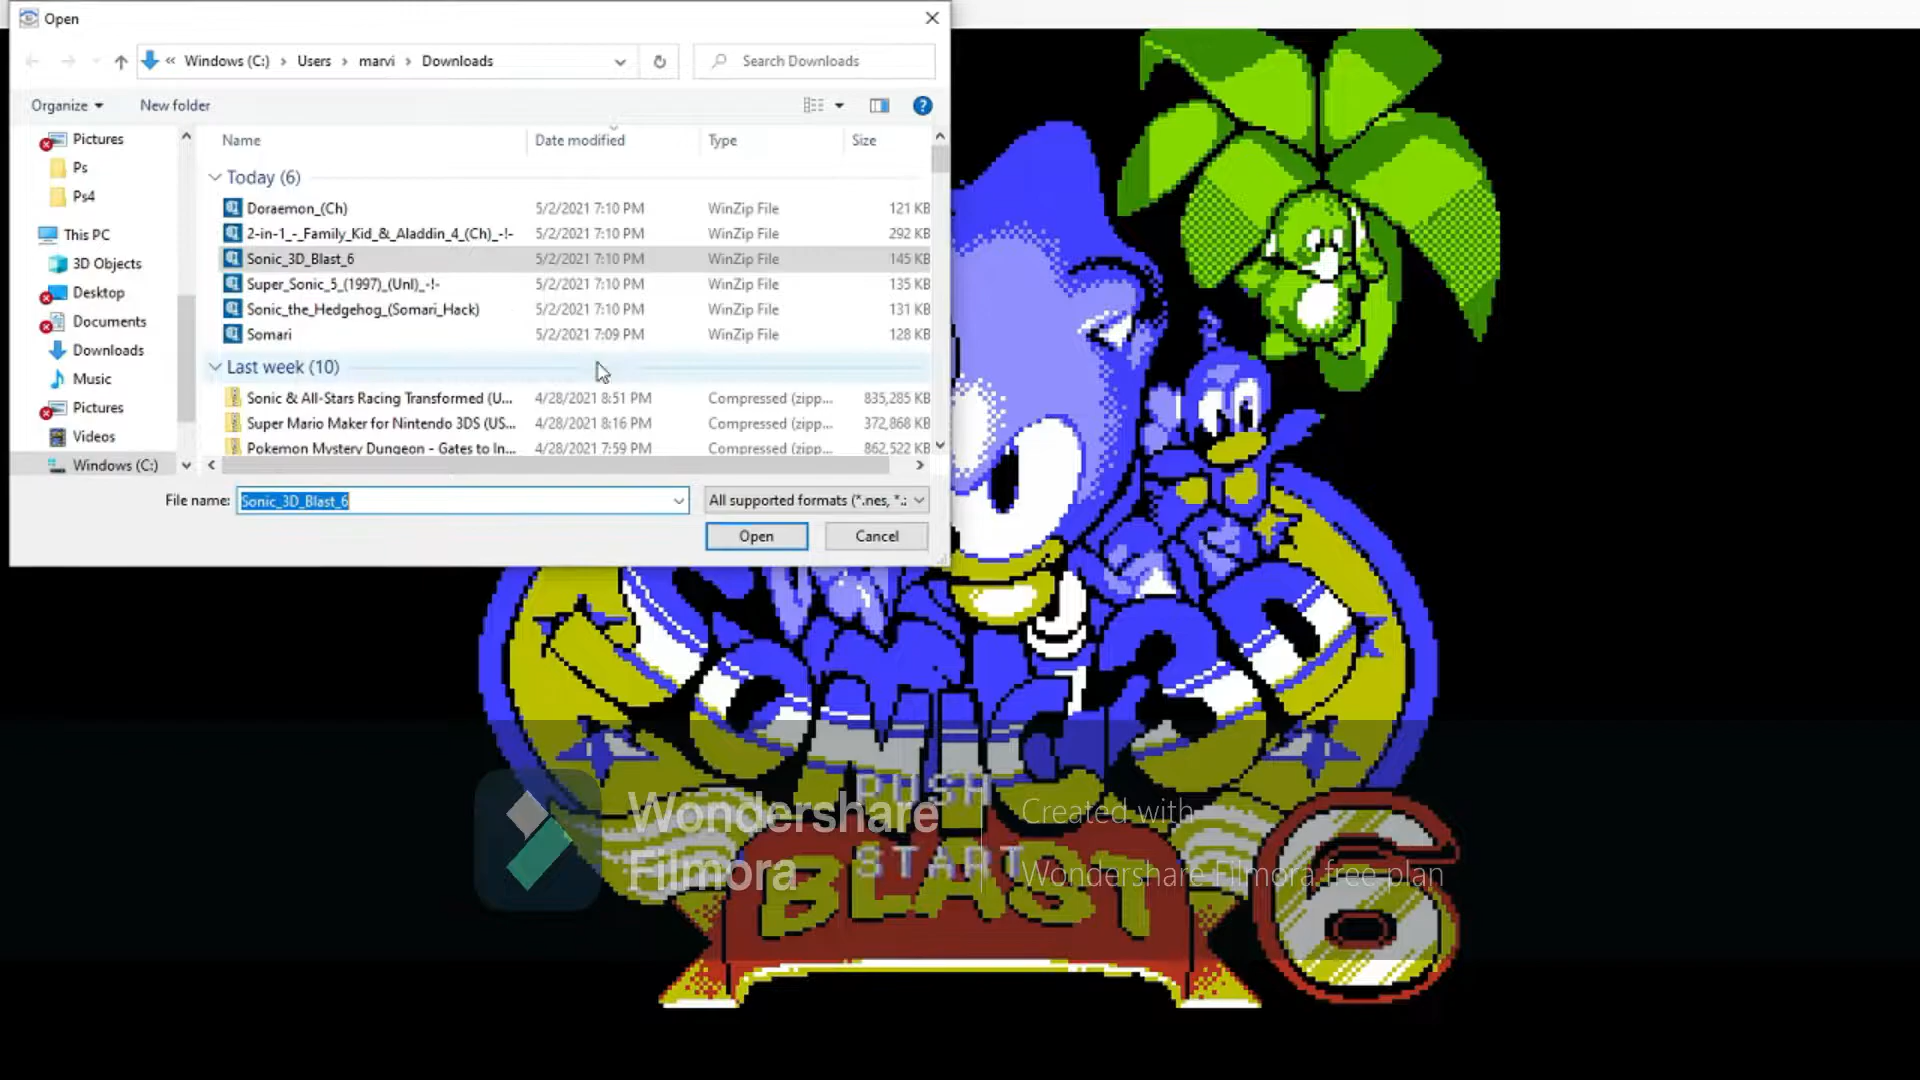 Open
« Windows (C:) › Users › marvi › Downloads
Search Downloads
Organize
New folder
Pictures
Ps
Ps4
This PC
3D Objects
Desktop
Documents
Downloads
Music
Pictures
Videos
Windows (C:)
Name Date modified Type Size
Today (6)
Doraemon_(Ch) 5/2/2021 7:10 PM WinZip File 121 KB
2-in-1_-_Family_Kid_&_Aladdin_4_(Ch)_-!- 5/2/2021 7:10 PM WinZip File 292 KB
Sonic_3D_Blast_6 5/2/2021 7:10 PM WinZip File 145 KB
Super_Sonic_5_(1997)_(Unl)_-!- 5/2/2021 7:10 PM WinZip File 135 KB
Sonic_the_Hedgehog_(Somari_Hack) 5/2/2021 7:10 PM WinZip File 131 KB
Somari 5/2/2021 7:09 PM WinZip File 128 KB
Last week (10)
Sonic & All-Stars Racing Transformed (U... 4/28/2021 8:51 PM Compressed (zipp... 835,285 KB
Super Mario Maker for Nintendo 3DS (US... 4/28/2021 8:16 PM Compressed (zipp... 372,868 KB
Pokemon Mystery Dungeon - Gates to In... 4/28/2021 7:59 PM Compressed (zipp... 862,522 KB
File name: Sonic_3D_Blast_6
All supported formats (*.nes, *.:
Open
Cancel
SONIC 3D
PUSH
START
BLAST 6
Wondershare
Filmora
Created with
Wondershare Filmora free plan